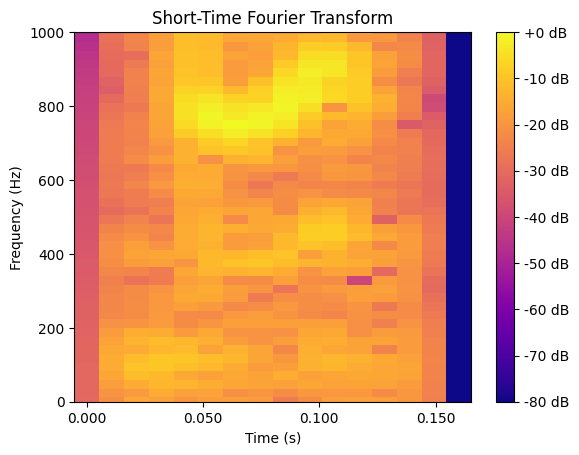 Short-Time Fourier Transform
1000
800
600
400
200
0
Frequency (Hz)
0.000
0.050
0.100
0.150
Time (s)
+0 dB
-10 dB
-20 dB
-30 dB
-40 dB
-50 dB
-60 dB
-70 dB
-80 dB